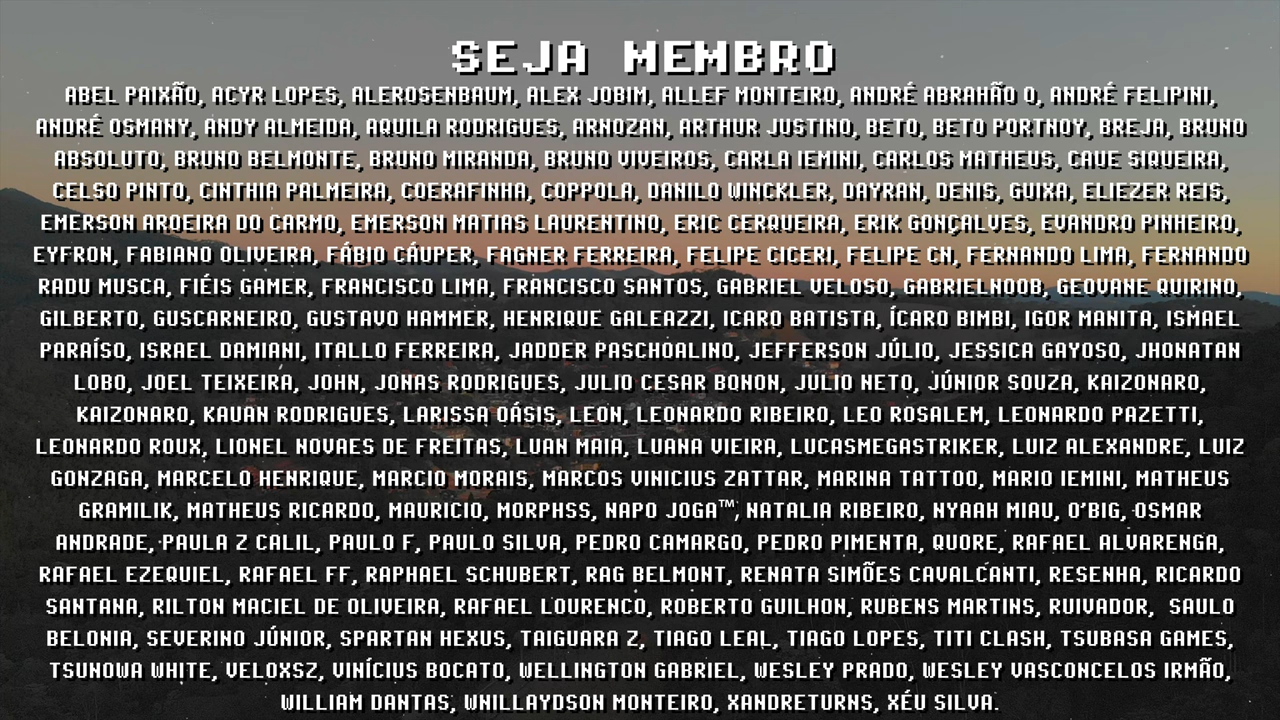 SEJA MEMBRO
ABEL PAIXÃO, ACYR LOPES, ALEROSENBAUM, ALEX JOBIM, ALLEF MONTEIRO, ANDRÉ ABRAHÃO O, ANDRÉ FELIPINI,
ANDRÉ OSMANY, ANDY ALMEIDA, AQUILA RODRIGUES, ARNOZAN, ARTHUR JUSTINO, BETO, BETO PORTNOY, BREJA, BRUNO
ABSOLUTO, BRUNO BELMONTE, BRUNO MIRANDA, BRUNO VIVEIROS, CARLA IEMINI, CARLOS MATHEUS, CAUE SIQUEIRA,
CELSO PINTO, CINTHIA PALMEIRA, COERAFINHA, COPPOLA, DANILO WINCKLER, DAYRAN, DENIS, GUIXA, ELIEZER REIS,
EMERSON AROEIRA DO CARMO, EMERSON MATIAS LAURENTINO, ERIC CERQUEIRA, ERIK GONÇALVES, EVANDRO PINHEIRO,
EYFRON, FABIANO OLIVEIRA, FÁBIO CÁUPER, FAGNER FERREIRA, FELIPE CICERI, FELIPE CN, FERNANDO LIMA, FERNANDO
RADU MUSCA, FIÉIS GAMER, FRANCISCO LIMA, FRANCISCO SANTOS, GABRIEL VELOSO, GABRIELNOOB, GEOVANE QUIRINO,
GILBERTO, GUSCARNEIRO, GUSTAVO HAMMER, HENRIQUE GALEAZZI, ICARO BATISTA, ÍCARO BIMBI, IGOR MANITA, ISMAEL
PARAÍSO, ISRAEL DAMIANI, ITALLO FERREIRA, JADDER PASCHOALINO, JEFFERSON JÚLIO, JESSICA GAYOSO, JHONATAN
LOBO, JOEL TEIXEIRA, JOHN, JONAS RODRIGUES, JULIO CESAR BONON, JULIO NETO, JÚNIOR SOUZA, KAIZONARO,
KAIZONARO, KAUAN RODRIGUES, LARISSA OÁSIS, LEON, LEONARDO RIBEIRO, LEO ROSALEM, LEONARDO PAZETTI,
LEONARDO ROUX, LIONEL NOVAES DE FREITAS, LUAN MAIA, LUANA VIEIRA, LUCASMEGASTRIKER, LUIZ ALEXANDRE, LUIZ
GONZAGA, MARCELO HENRIQUE, MARCIO MORAIS, MARCOS VINICIUS ZATTAR, MARINA TATTOO, MARIO IEMINI, MATHEUS
GRAMILIK, MATHEUS RICARDO, MAURICIO, MORPHSS, NAPO JOGA™, NATALIA RIBEIRO, NYAAH MIAU, O'BIG, OSMAR
ANDRADE, PAULA Z CALIL, PAULO F, PAULO SILVA, PEDRO CAMARGO, PEDRO PIMENTA, QUORE, RAFAEL ALVARENGA,
RAFAEL EZEQUIEL, RAFAEL FF, RAPHAEL SCHUBERT, RAG BELMONT, RENATA SIMÕES CAVALCANTI, RESENHA, RICARDO
SANTANA, RILTON MACIEL DE OLIVEIRA, RAFAEL LOURENCO, ROBERTO GUILHON, RUBENS MARTINS, RUIVADOR, SAULO
BELONIA, SEVERINO JÚNIOR, SPARTAN HEXUS, TAIGUARA Z, TIAGO LEAL, TIAGO LOPES, TITI CLASH, TSUBASA GAMES,
TSUNOWA WHITE, VELOXSZ, VINÍCIUS BOCATO, WELLINGTON GABRIEL, WESLEY PRADO, WESLEY VASCONCELOS IRMÃO,
WILLIAM DANTAS, WNILLAYDSON MONTEIRO, XANDRETURNS, XÉU SILVA.